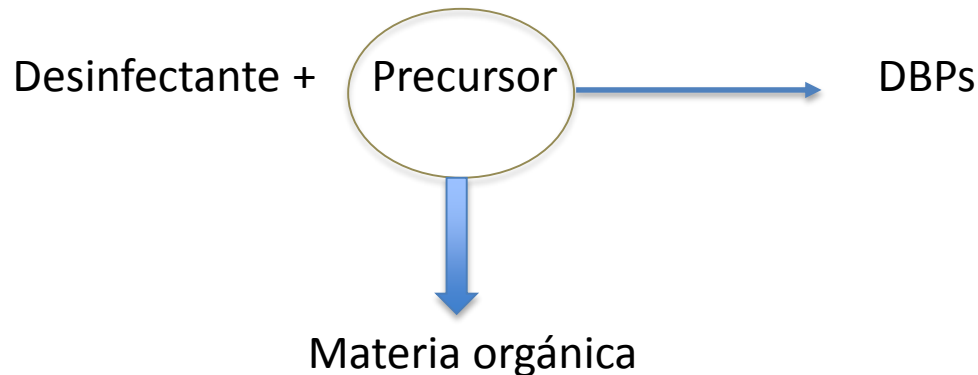 Desinfectante + Precursor DBPs
Materia orgánica